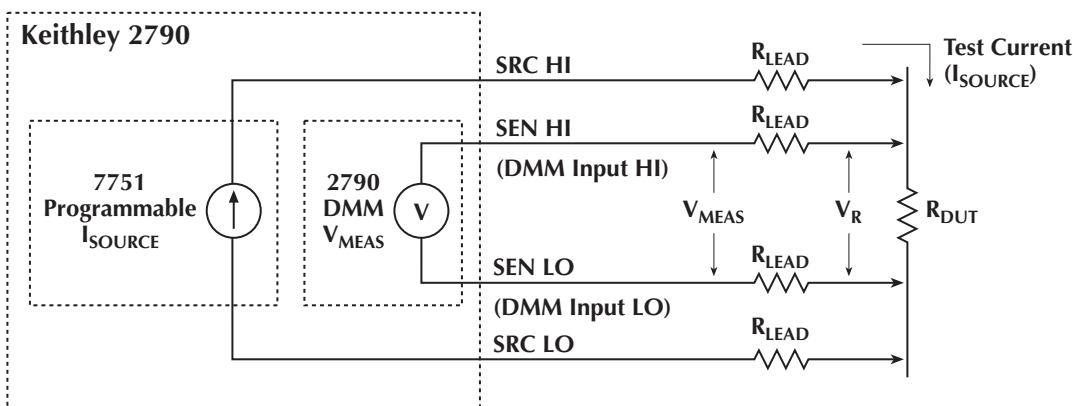 Keithley 2790
SRC HI
R_LEAD
Test Current
(I_SOURCE)
SEN HI
(DMM Input HI)
R_LEAD
7751
Programmable
I_SOURCE
2790
DMM
V_MEAS
V
V_MEAS
V_R
R_DUT
SEN LO
(DMM Input LO)
R_LEAD
SRC LO
R_LEAD